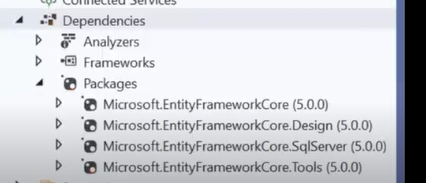 Connected Services
Dependencies
Analyzers
Frameworks
Packages
Microsoft.EntityFrameworkCore (5.0.0)
Microsoft.EntityFrameworkCore.Design (5.0.0)
Microsoft.EntityFrameworkCore.SqlServer (5.0.0)
Microsoft.EntityFrameworkCore.Tools (5.0.0)